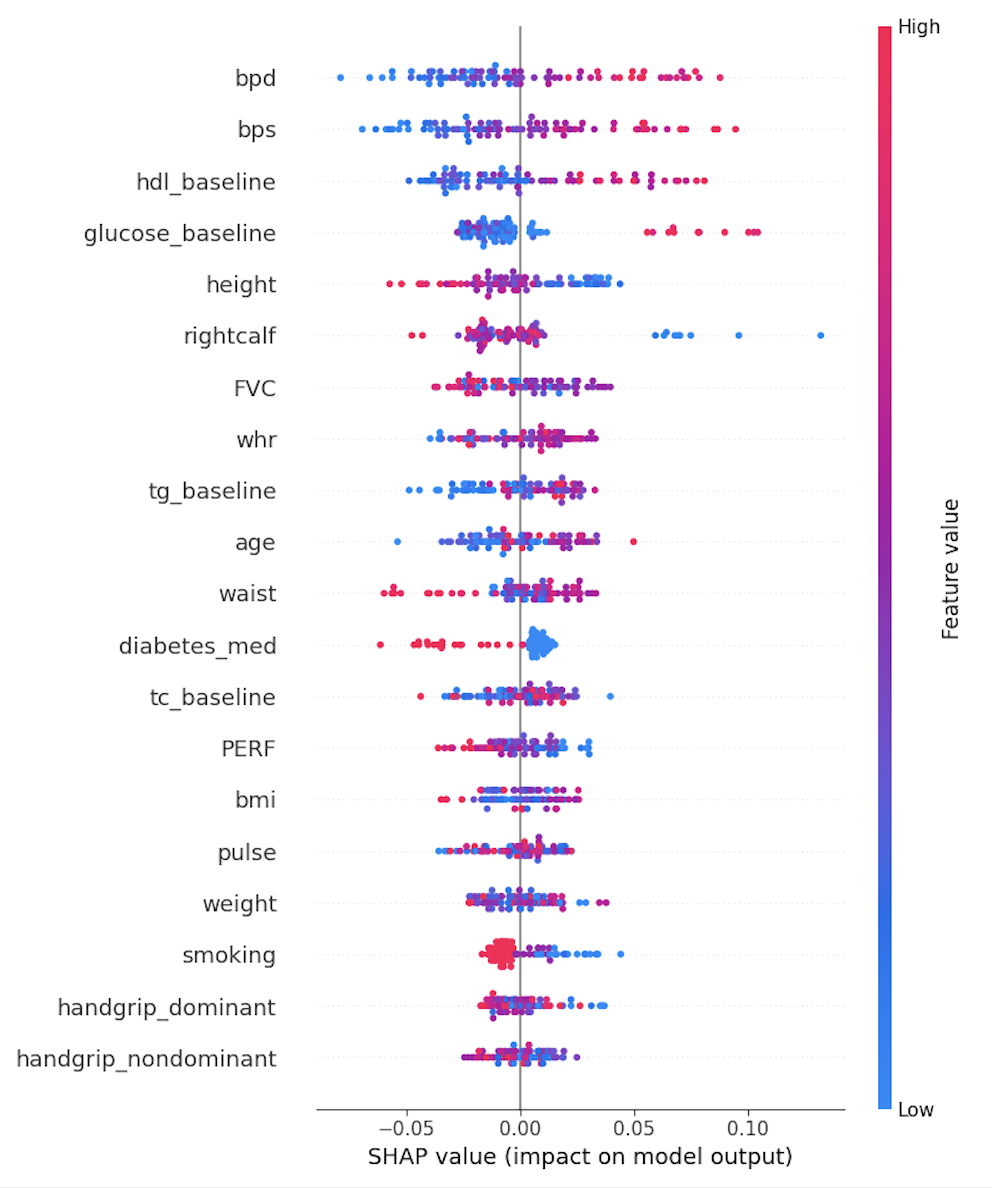 High
bpd
bps
hdl_baseline
glucose_baseline
height
rightcalf
FVC
whr
tg_baseline
age
waist
diabetes_med
tc_baseline
PERF
bmi
pulse
weight
smoking
handgrip_dominant
handgrip_nondominant
Feature value
Low
−0.05 0.00 0.05 0.10
SHAP value (impact on model output)